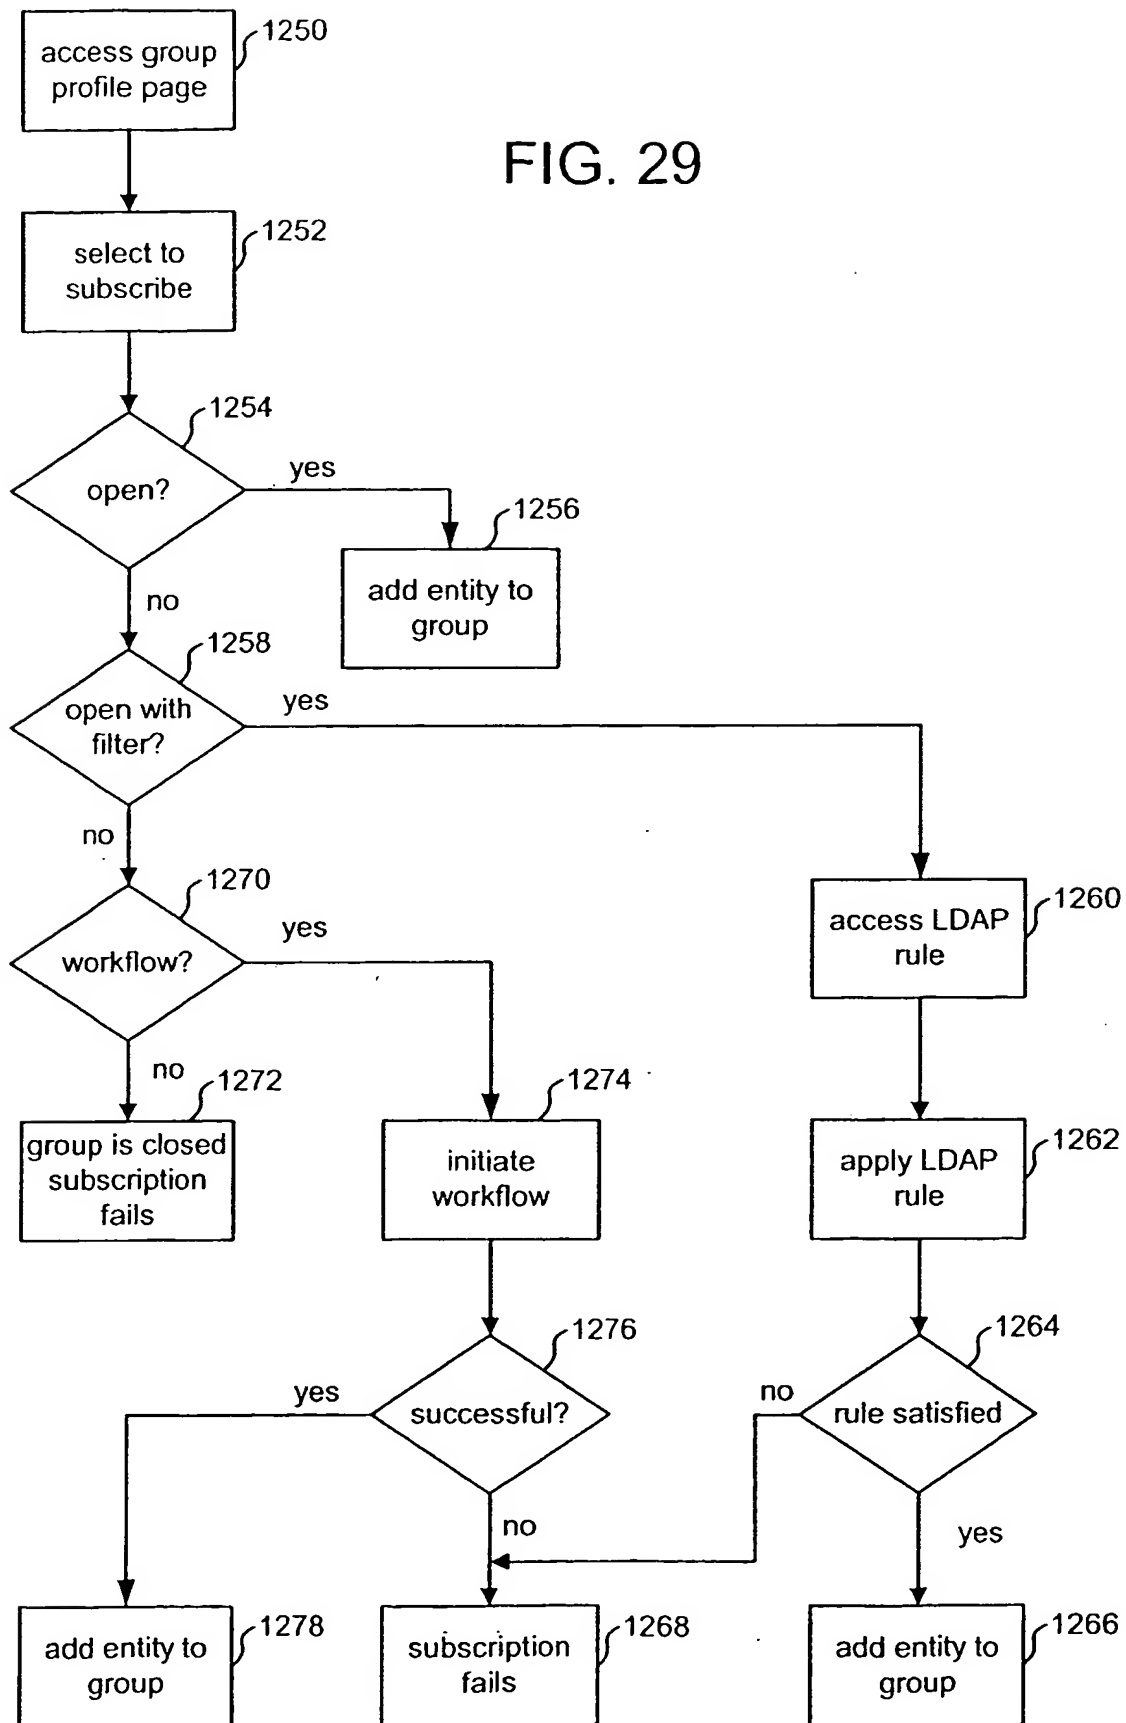 1250
access group
profile page
FIG. 29
1252
select to
subscribe
1254
open?
yes
1256
add entity to
group
no
1258
open with
filter?
yes
no
1270
workflow?
yes
1260
access LDAP
rule
no
1272
group is closed
subscription
fails
1274
initiate
workflow
1262
apply LDAP
rule
1276
successful?
yes
1264
rule satisfied
no
no
yes
1278
add entity to
group
1268
subscription
fails
1266
add entity to
group